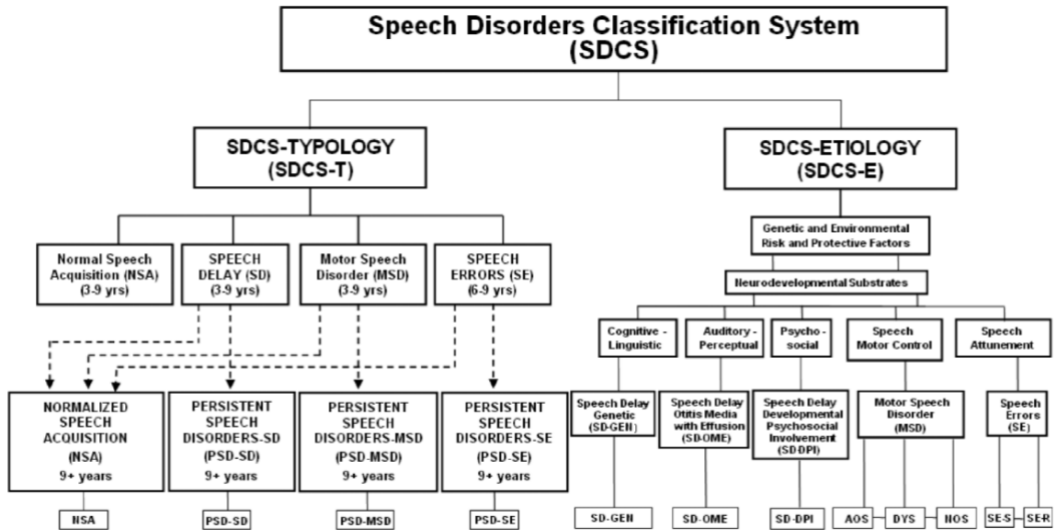 Speech Disorders Classification System
(SDCS)
SDCS-TYPOLOGY
(SDCS-T)
SDCS-ETIOLOGY
(SDCS-E)
Normal Speech
Acquisition (NSA)
(3-9 yrs)
SPEECH
DELAY (SD)
(3-9 yrs)
Motor Speech
Disorder (MSD)
(3-9 yrs)
SPEECH
ERRORS (SE)
(6-9 yrs)
Genetic and Environmental
Risk and Protective Factors
Neurodevelopmental Substrates
Cognitive -
Linguistic
Auditory -
Perceptual
Psycho -
social
Speech
Motor Control
Speech
Attunement
NORMALIZED
SPEECH
ACQUISITION
(NSA)
9+ years
PERSISTENT
SPEECH
DISORDERS-SD
(PSD-SD)
9+ years
PERSISTENT
SPEECH
DISORDERS-MSD
(PSD-MSD)
9+ years
PERSISTENT
SPEECH
DISORDERS-SE
(PSD-SE)
9+ years
Speech Delay
Genetic
(SD-GEN)
Speech Delay
Otitis Media
with Effusion
(SD-OME)
Speech Delay
Developmental
Psychosocial
Involvement
(SD-DPI)
Motor Speech
Disorder
(MSD)
Speech
Errors
(SE)
NSA
PSD-SD
PSD-MSD
PSD-SE
SD-GEN
SD-OME
SD-DPI
AOS
DYS
NOS
SE-S
SE-R